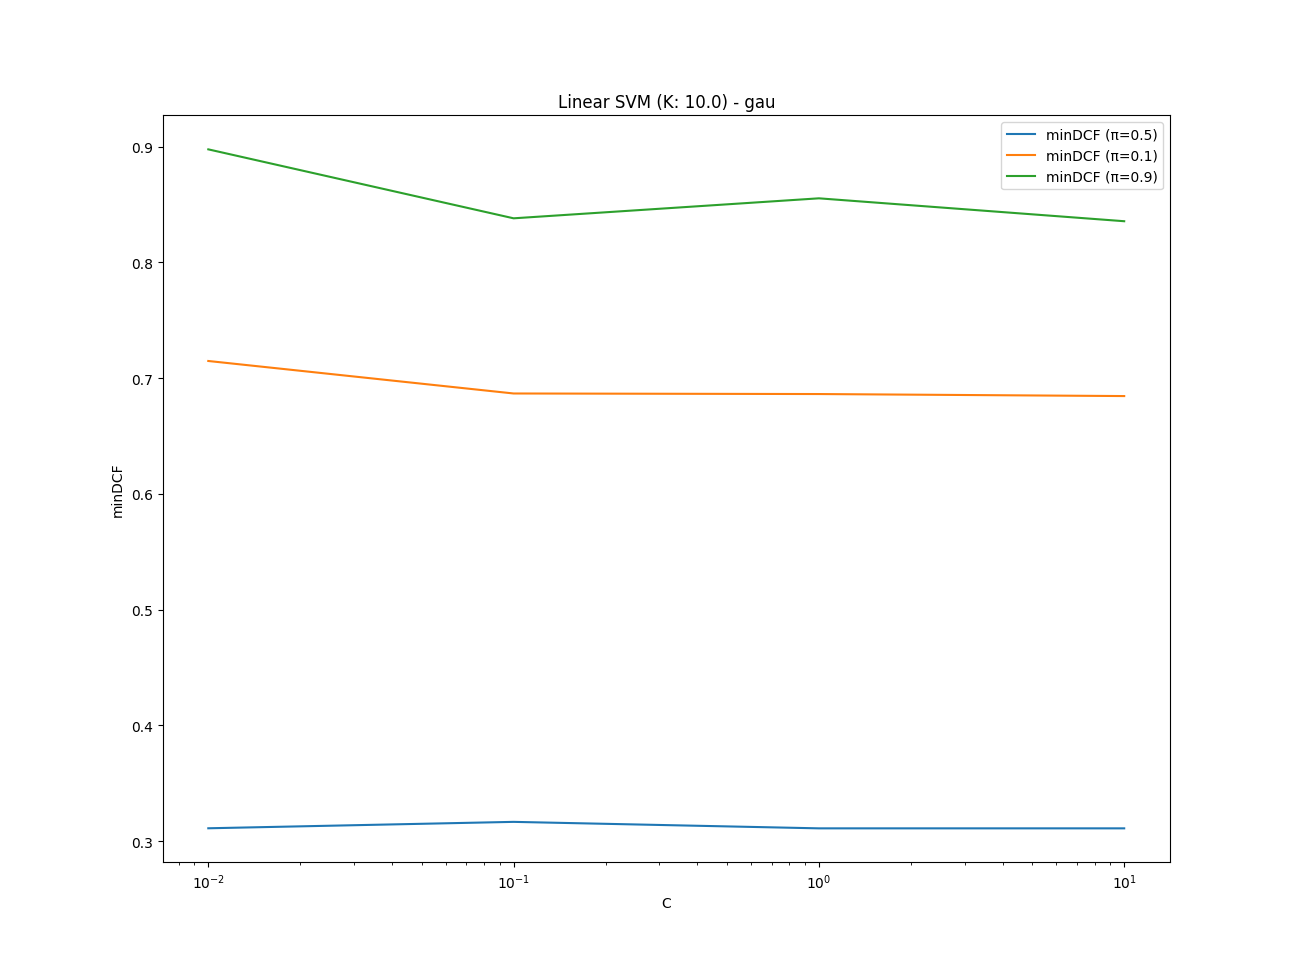 Linear SVM (K: 10.0) - gau
minDCF (π=0.5)
minDCF (π=0.1)
minDCF (π=0.9)
0.9
0.8
0.7
0.6
0.5
0.4
0.3
minDCF
10⁻²
10⁻¹
10⁰
10¹
C